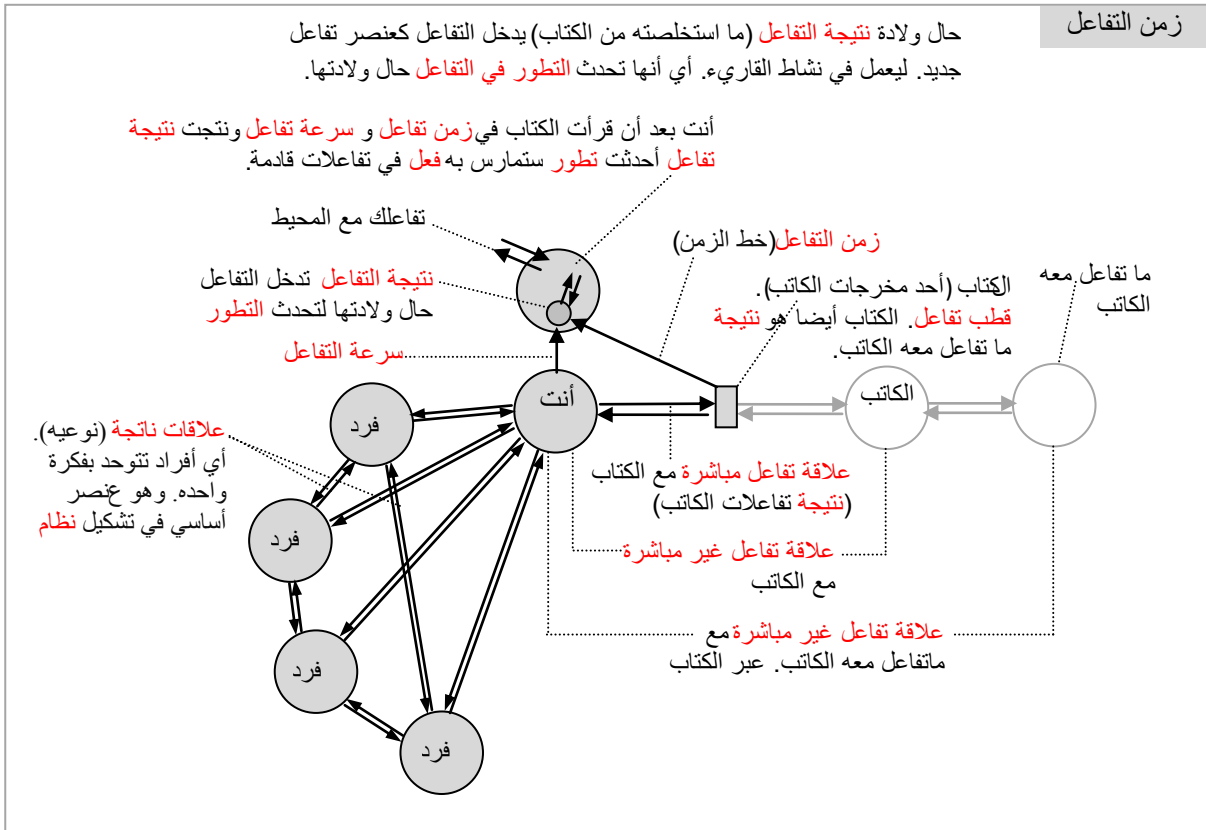 زمن التفاعل
حال ولادة نتيجة التفاعل (ما استخلصته من الكتاب) يدخل التفاعل كعنصر تفاعل
جديد. ليعمل في نشاط القاريء. أي أنها تحدث التطور في التفاعل حال ولادتها.
أنت بعد أن قرأت الكتاب في زمن تفاعل و سرعة تفاعل ونتجت نتيجة
تفاعل أحدثت تطور ستمارس به فعل في تفاعلات قادمة.
تفاعلك مع المحيط
زمن التفاعل (خط الزمن)
نتيجة التفاعل تدخل التفاعل
حال ولادتها لتحدث التطور
الكتاب (أحد مخرجات الكاتب).
قطب تفاعل. الكتاب أيضا هو نتيجة
ما تفاعل معه الكاتب.
ما تفاعل معه
الكاتب
سرعة التفاعل
أنت
الكاتب
فرد
علاقات ناتجة (نوعيه).
أي أفراد تتوحد بفكرة
واحده. وهو عنصر
أساسي في تشكيل نظام
علاقة تفاعل مباشرة مع الكتاب
(نتيجة تفاعلات الكاتب)
فرد
علاقة تفاعل غير مباشرة
مع الكاتب
علاقة تفاعل غير مباشرة مع
ماتفاعل معه الكاتب. عبر الكتاب
فرد
فرد